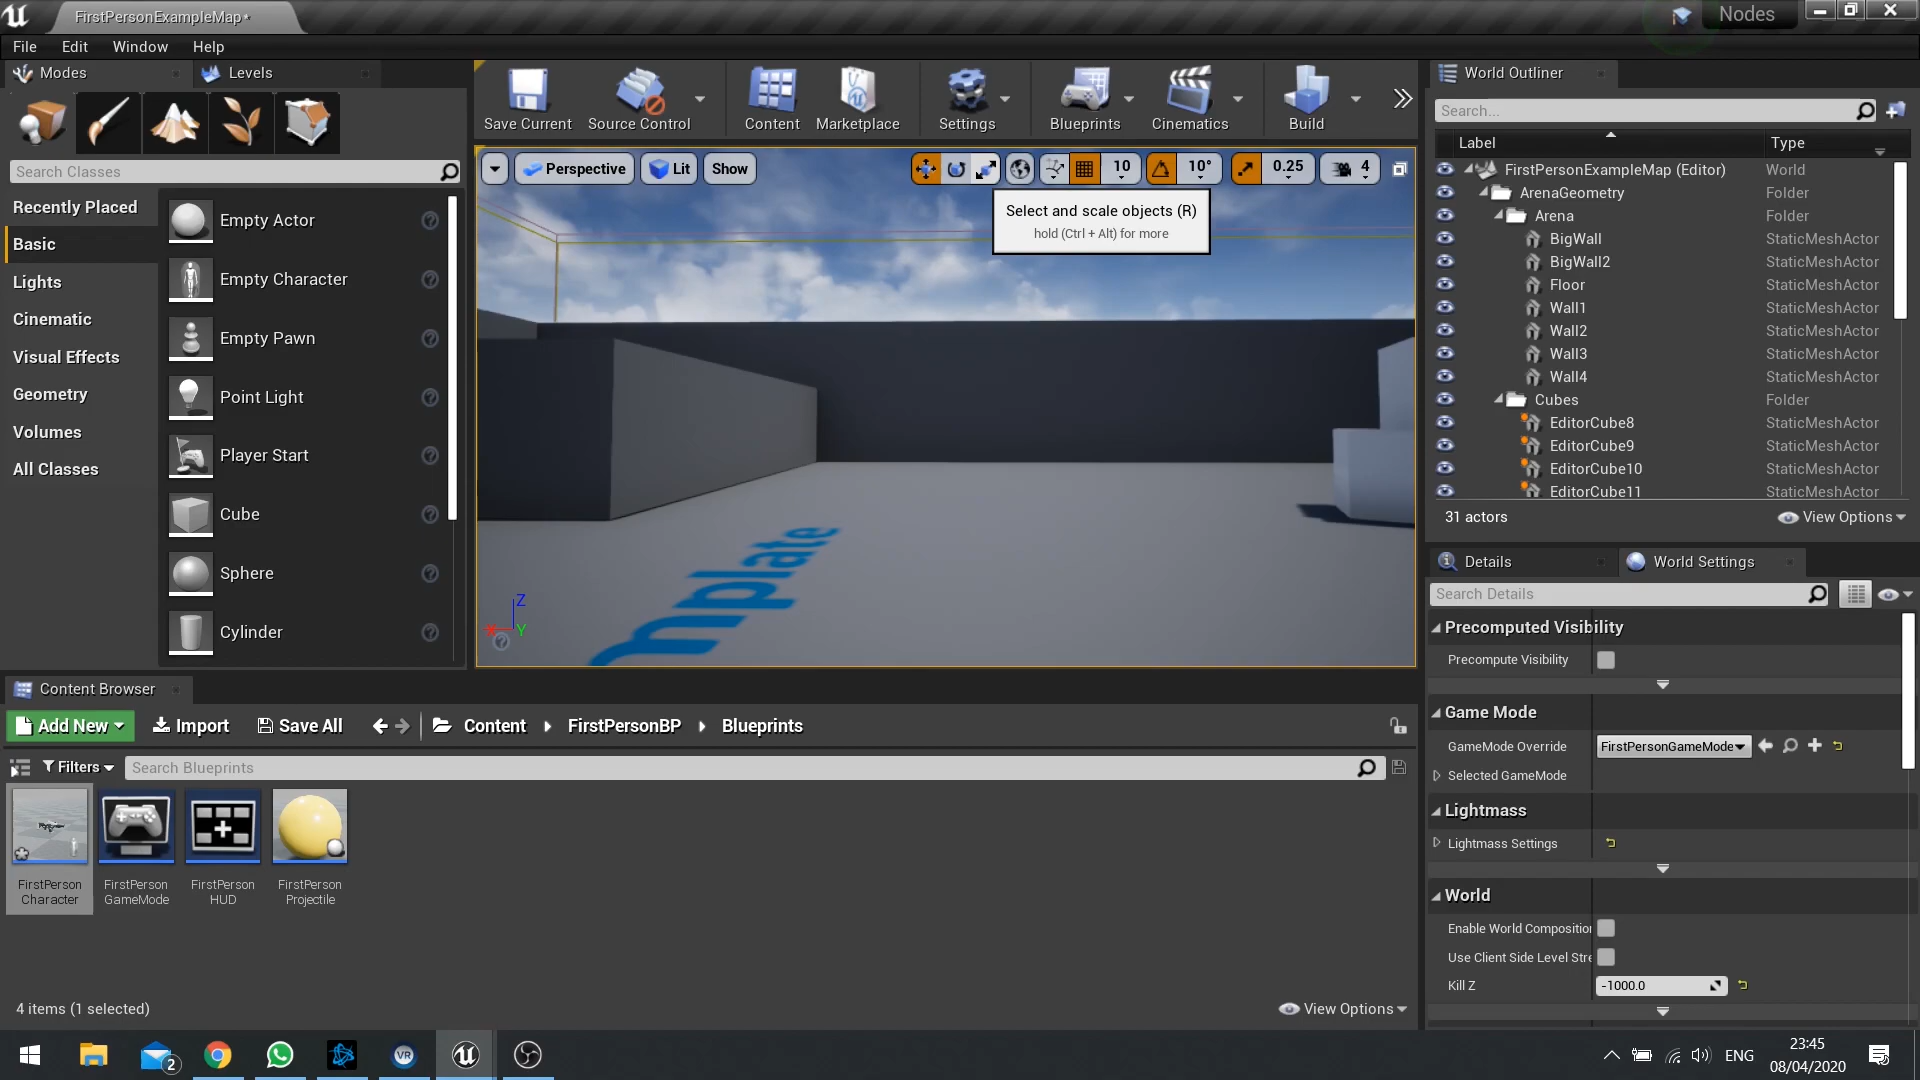 FirstPersonExampleMap*
Nodes
File Edit Window Help
Modes
Levels
Search Classes
Recently Placed
Basic
Lights
Cinematic
Visual Effects
Geometry
Volumes
All Classes
Empty Actor
Empty Character
Empty Pawn
Point Light
Player Start
Cube
Sphere
Cylinder
Save Current
Source Control
Content
Marketplace
Settings
Blueprints
Cinematics
Build
Perspective
Lit
Show
10
10°
0.25
4
Select and scale objects (R)
hold (Ctrl + Alt) for more
mplate
Z
X
Y
World Outliner
Search...
Label Type
FirstPersonExampleMap (Editor) World
ArenaGeometry Folder
Arena Folder
BigWall StaticMeshActor
BigWall2 StaticMeshActor
Floor StaticMeshActor
Wall1 StaticMeshActor
Wall2 StaticMeshActor
Wall3 StaticMeshActor
Wall4 StaticMeshActor
Cubes Folder
EditorCube8 StaticMeshActor
EditorCube9 StaticMeshActor
EditorCube10 StaticMeshActor
EditorCube11 StaticMeshActor
31 actors
View Options
Details
World Settings
Search Details
Precomputed Visibility
Precompute Visibility
Game Mode
GameMode Override FirstPersonGameMode
Selected GameMode
Lightmass
Lightmass Settings
World
Enable World Composition
Use Client Side Level Stre
Kill Z -1000.0
Content Browser
Add New
Import
Save All
Content
FirstPersonBP
Blueprints
Filters
Search Blueprints
FirstPerson
Character
FirstPerson
GameMode
FirstPerson
HUD
FirstPerson
Projectile
4 items (1 selected)
View Options
2
VR
ENG
23:45
08/04/2020